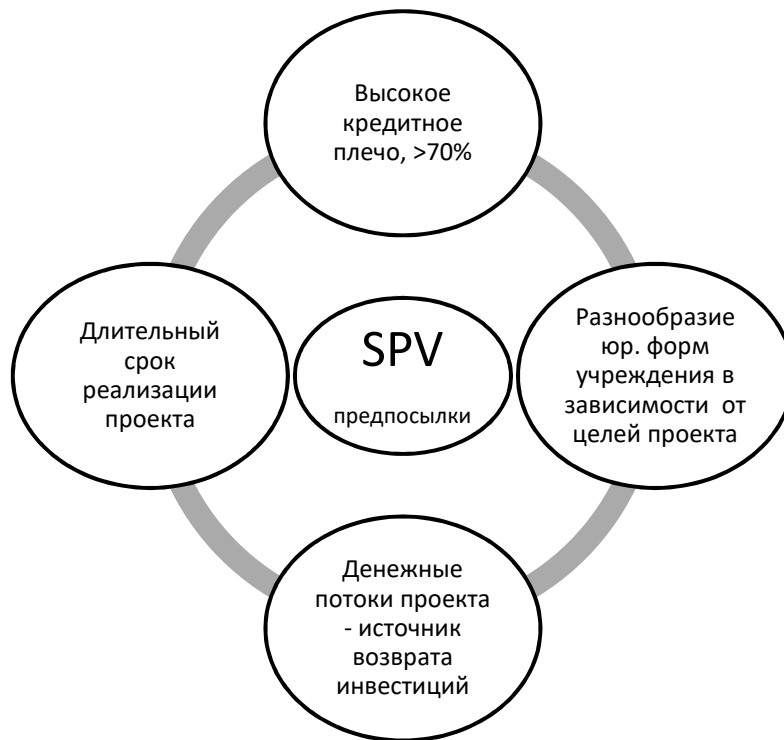 Высокое
кредитное
плечо, >70%
Длительный
срок
реализации
проекта
SPV
предпосылки
Разнообразие
юр. форм
учреждения в
зависимости от
целей проекта
Денежные
потоки проекта
- источник
возврата
инвестиций